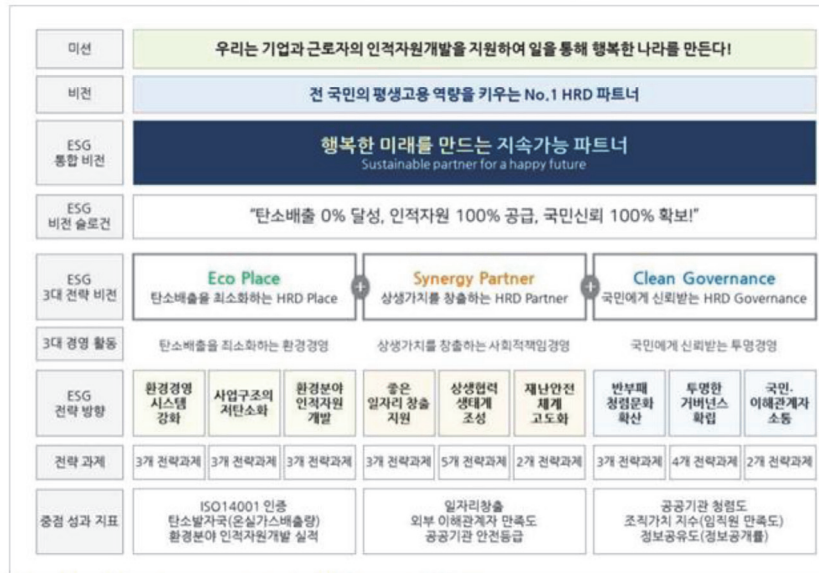 미션
우리는 기업과 근로자의 인적자원개발을 지원하여 일을 통해 행복한 나라를 만든다!
비전
전 국민의 평생고용 역량을 키우는 No.1 HRD 파트너
ESG
통합 비전
행복한 미래를 만드는 지속가능 파트너
Sustainable partner for a happy future
ESG
비전 슬로건
"탄소배출 0% 달성, 인적자원 100% 공급, 국민신뢰 100% 확보!"
ESG
3대 전략 비전
Eco Place
탄소배출을 최소화하는 HRD Place
+
Synergy Partner
상생가치를 창출하는 HRD Partner
+
Clean Governance
국민에게 신뢰받는 HRD Governance
3대 경영 활동
탄소배출을 최소화하는 환경경영
상생가치를 창출하는 사회적책임경영
국민에게 신뢰받는 투명경영
ESG
전략 방향
환경경영
시스템
강화
사업구조의
저탄소화
환경분야
인적자원
개발
좋은
일자리 창출
지원
상생협력
생태계
조성
재난안전
체계
고도화
반부패
청렴문화
확산
투명한
거버넌스
확립
국민·
이해관계자
소통
전략 과제
3개 전략과제
3개 전략과제
3개 전략과제
3개 전략과제
5개 전략과제
2개 전략과제
3개 전략과제
4개 전략과제
2개 전략과제
중점 성과 지표
ISO14001 인증
탄소발자국(온실가스배출량)
환경분야 인적자원개발 실적
일자리창출
외부 이해관계자 만족도
공공기관 안전등급
공공기관 청렴도
조직가치 지수(임직원 만족도)
정보공유도(정보공개률)